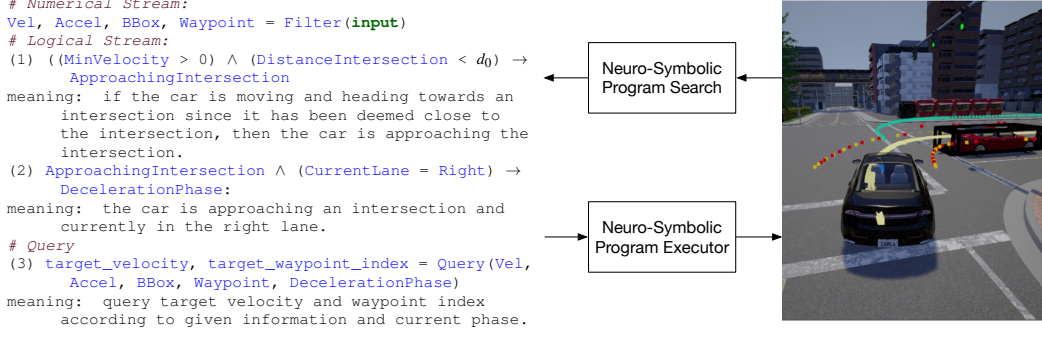 # Numerical Stream:
Vel, Accel, BBox, Waypoint = Filter(input)
# Logical Stream:
(1) ((MinVelocity > 0) ∧ (DistanceIntersection < d₀) →
ApproachingIntersection
meaning: if the car is moving and heading towards an
intersection since it has been deemed close to
the intersection, then the car is approaching the
intersection.
(2) ApproachingIntersection ∧ (CurrentLane = Right) →
DecelerationPhase:
meaning: the car is approaching an intersection and
currently in the right lane.
# Query
(3) target_velocity, target_waypoint_index = Query(Vel,
Accel, BBox, Waypoint, DecelerationPhase)
meaning: query target velocity and waypoint index
according to given information and current phase.
Neuro-Symbolic
Program Search
Neuro-Symbolic
Program Executor
CARLA